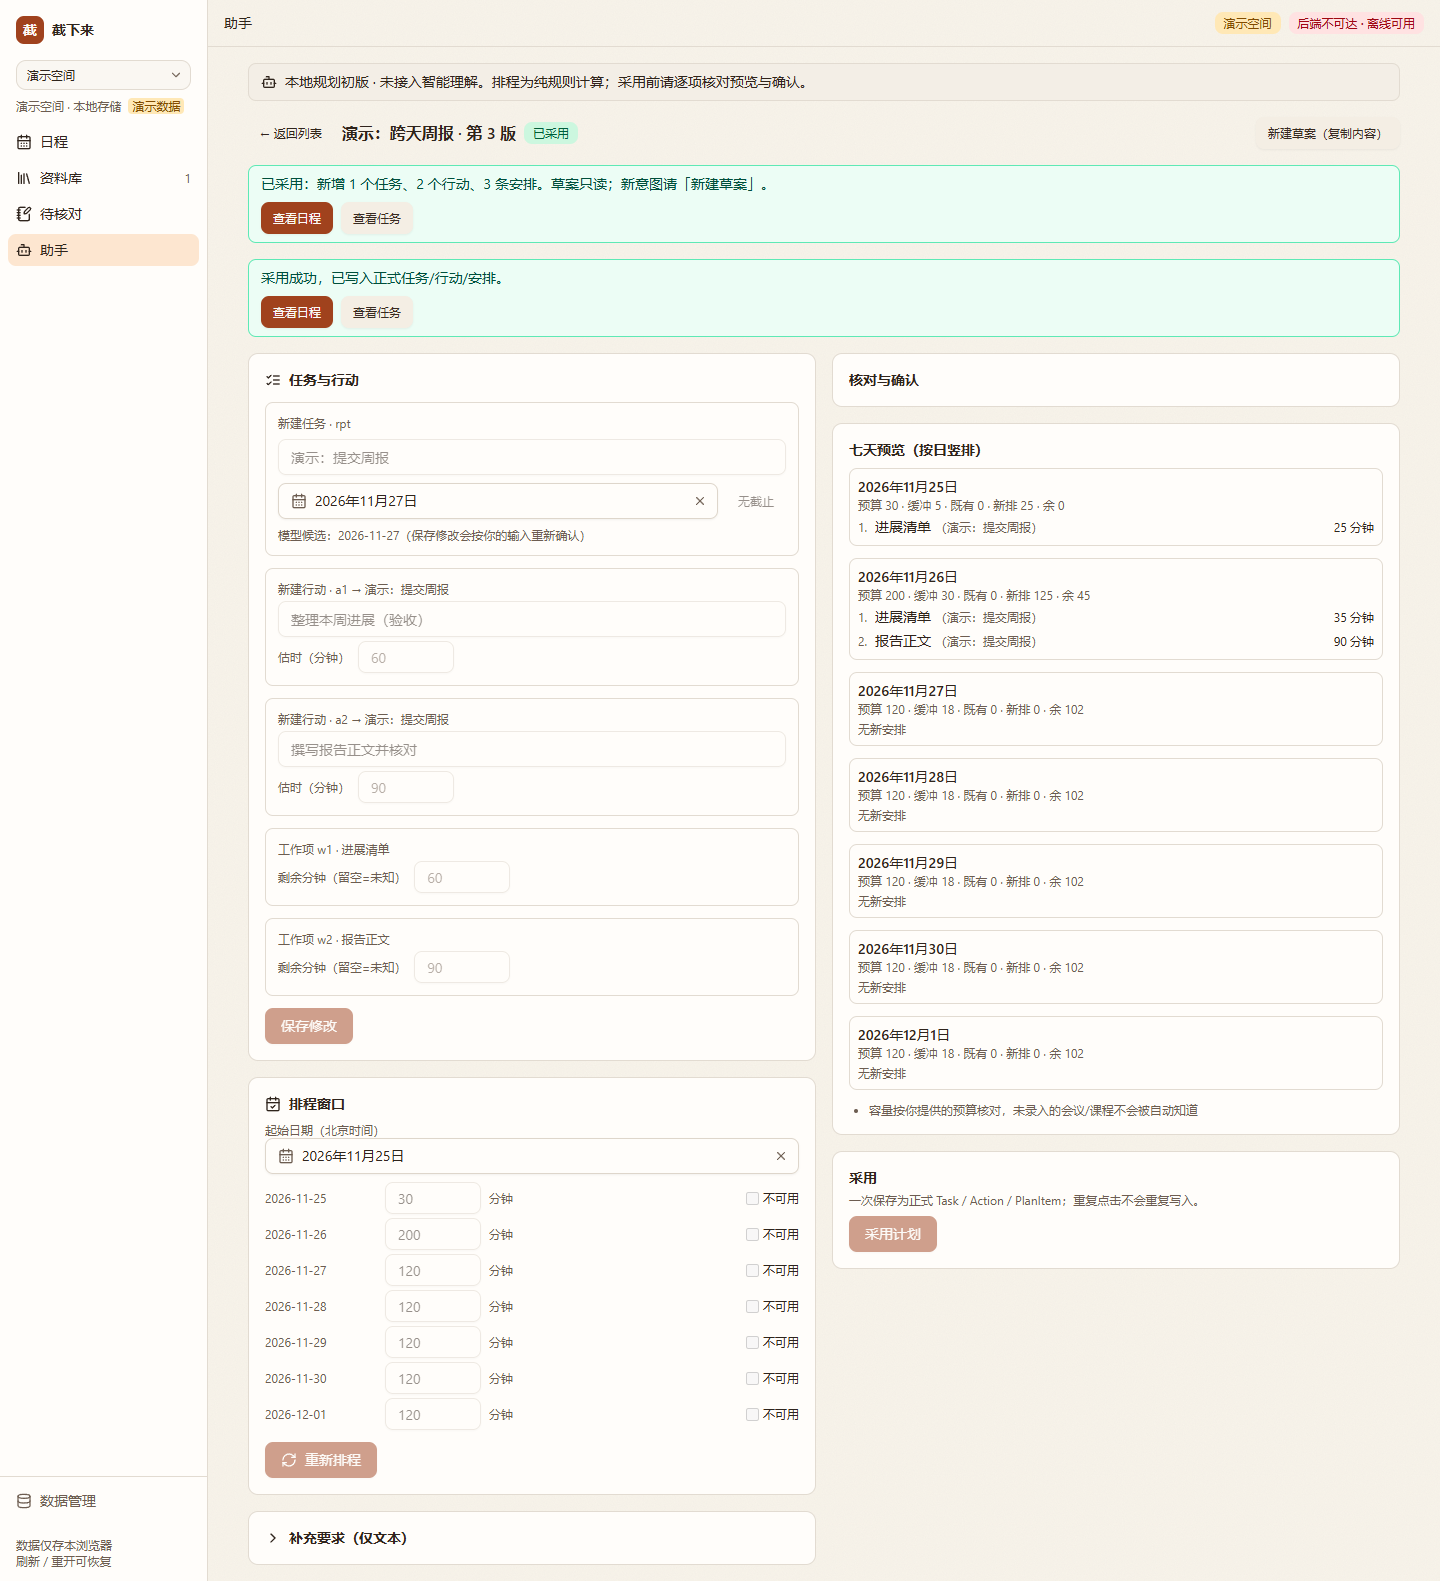 截 截下来
演示空间
演示空间 · 本地存储 演示数据
日程
资料库 1
待核对
助手
数据管理
数据仅存本浏览器
刷新 / 重开可恢复
助手
演示空间 后端不可达 · 离线可用
本地规划初版 · 未接入智能理解。排程为纯规则计算；采用前请逐项核对预览与确认。
← 返回列表 演示：跨天周报 · 第 3 版 已采用 新建草案（复制内容）
已采用：新增 1 个任务、2 个行动、3 条安排。草案只读；新意图请「新建草案」。
查看日程 查看任务
采用成功，已写入正式任务/行动/安排。
查看日程 查看任务
任务与行动
新建任务 · rpt
演示：提交周报
2026年11月27日 无截止
模型候选：2026-11-27（保存修改会按你的输入重新确认）
新建行动 · a1 → 演示：提交周报
整理本周进展（验收）
估时（分钟） 60
新建行动 · a2 → 演示：提交周报
撰写报告正文并核对
估时（分钟） 90
工作项 w1 · 进展清单
剩余分钟（留空=未知） 60
工作项 w2 · 报告正文
剩余分钟（留空=未知） 90
保存修改
排程窗口
起始日期（北京时间）
2026年11月25日
2026-11-25 30 分钟 不可用
2026-11-26 200 分钟 不可用
2026-11-27 120 分钟 不可用
2026-11-28 120 分钟 不可用
2026-11-29 120 分钟 不可用
2026-11-30 120 分钟 不可用
2026-12-01 120 分钟 不可用
重新排程
补充要求（仅文本）
核对与确认
七天预览（按日竖排）
2026年11月25日
预算 30 · 缓冲 5 · 既有 0 · 新排 25 · 余 0
1. 进展清单 （演示：提交周报） 25 分钟
2026年11月26日
预算 200 · 缓冲 30 · 既有 0 · 新排 125 · 余 45
1. 进展清单 （演示：提交周报） 35 分钟
2. 报告正文 （演示：提交周报） 90 分钟
2026年11月27日
预算 120 · 缓冲 18 · 既有 0 · 新排 0 · 余 102
无新安排
2026年11月28日
预算 120 · 缓冲 18 · 既有 0 · 新排 0 · 余 102
无新安排
2026年11月29日
预算 120 · 缓冲 18 · 既有 0 · 新排 0 · 余 102
无新安排
2026年11月30日
预算 120 · 缓冲 18 · 既有 0 · 新排 0 · 余 102
无新安排
2026年12月1日
预算 120 · 缓冲 18 · 既有 0 · 新排 0 · 余 102
无新安排
• 容量按你提供的预算核对，未录入的会议/课程不会被自动知道
采用
一次保存为正式 Task / Action / PlanItem；重复点击不会重复写入。
采用计划